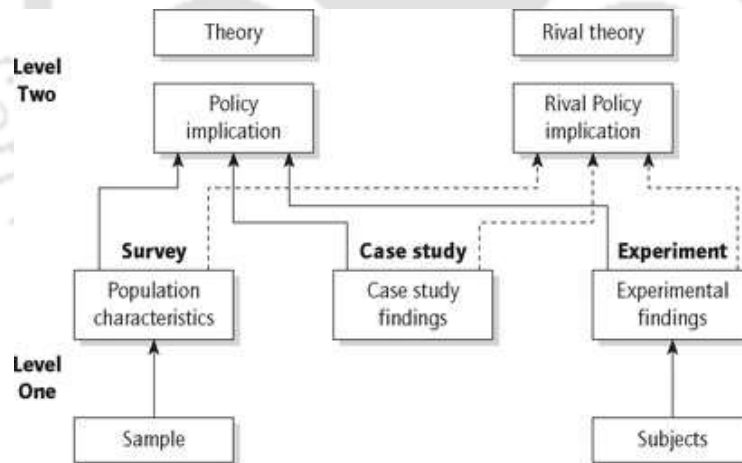 Theory
Rival theory
Level
Two
Policy
implication
Rival Policy
implication
Survey
Case study
Experiment
Population
characteristics
Case study
findings
Experimental
findings
Level
One
Sample
Subjects